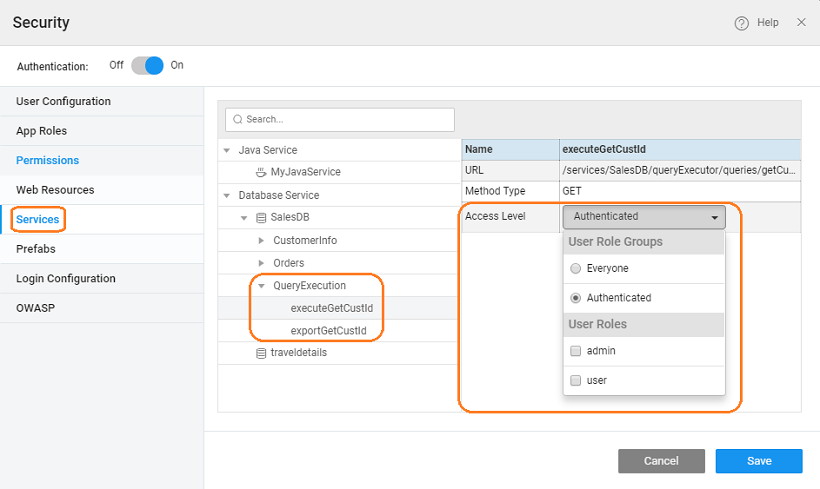 Security
Help
Authentication: Off On
User Configuration
App Roles
Permissions
Web Resources
Services
Prefabs
Login Configuration
OWASP
Search...
Java Service
MyJavaService
Database Service
SalesDB
CustomerInfo
Orders
QueryExecution
executeGetCustId
exportGetCustId
traveldetails
Name executeGetCustId
URL /services/SalesDB/queryExecutor/queries/getCu...
Method Type GET
Access Level Authenticated
User Role Groups
Everyone
Authenticated
User Roles
admin
user
Cancel Save